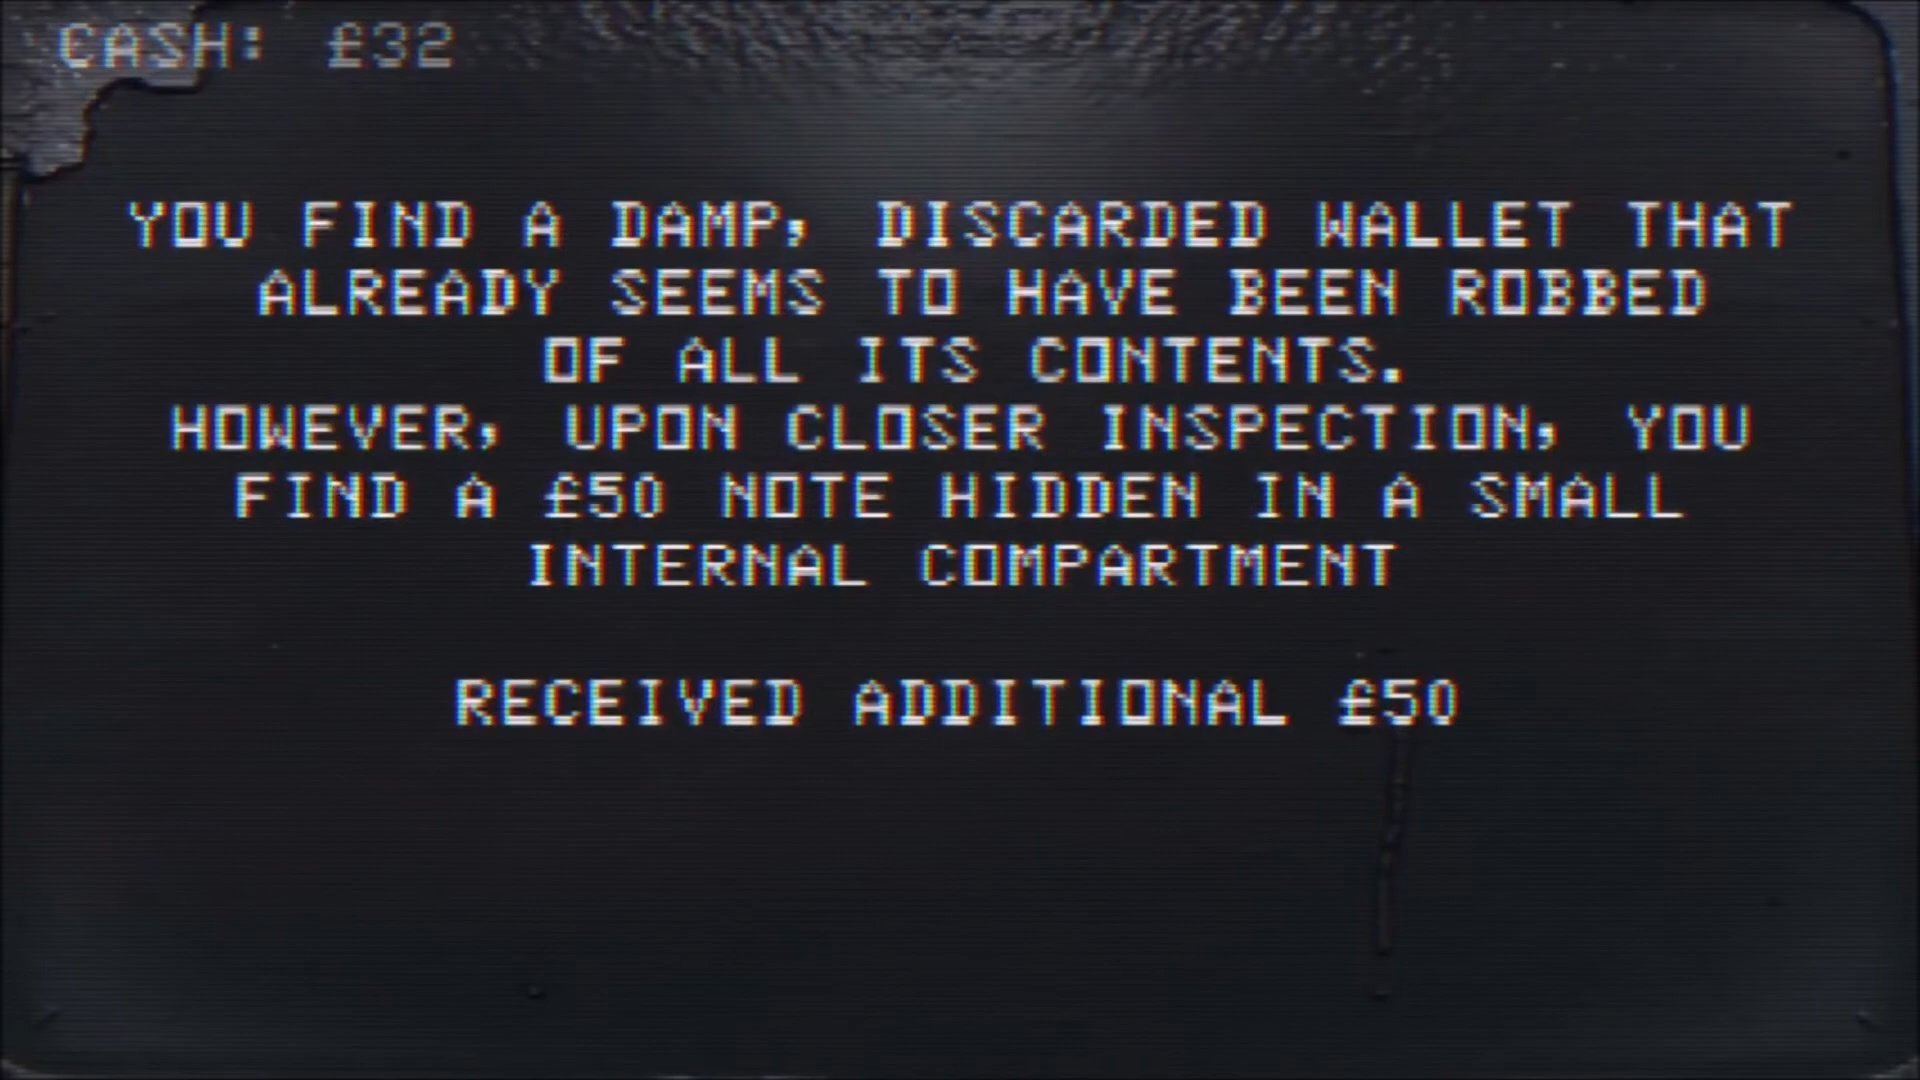 CASH: £32
YOU FIND A DAMP, DISCARDED WALLET THAT
ALREADY SEEMS TO HAVE BEEN ROBBED
OF ALL ITS CONTENTS.
HOWEVER, UPON CLOSER INSPECTION, YOU
FIND A £50 NOTE HIDDEN IN A SMALL
INTERNAL COMPARTMENT
RECEIVED ADDITIONAL £50